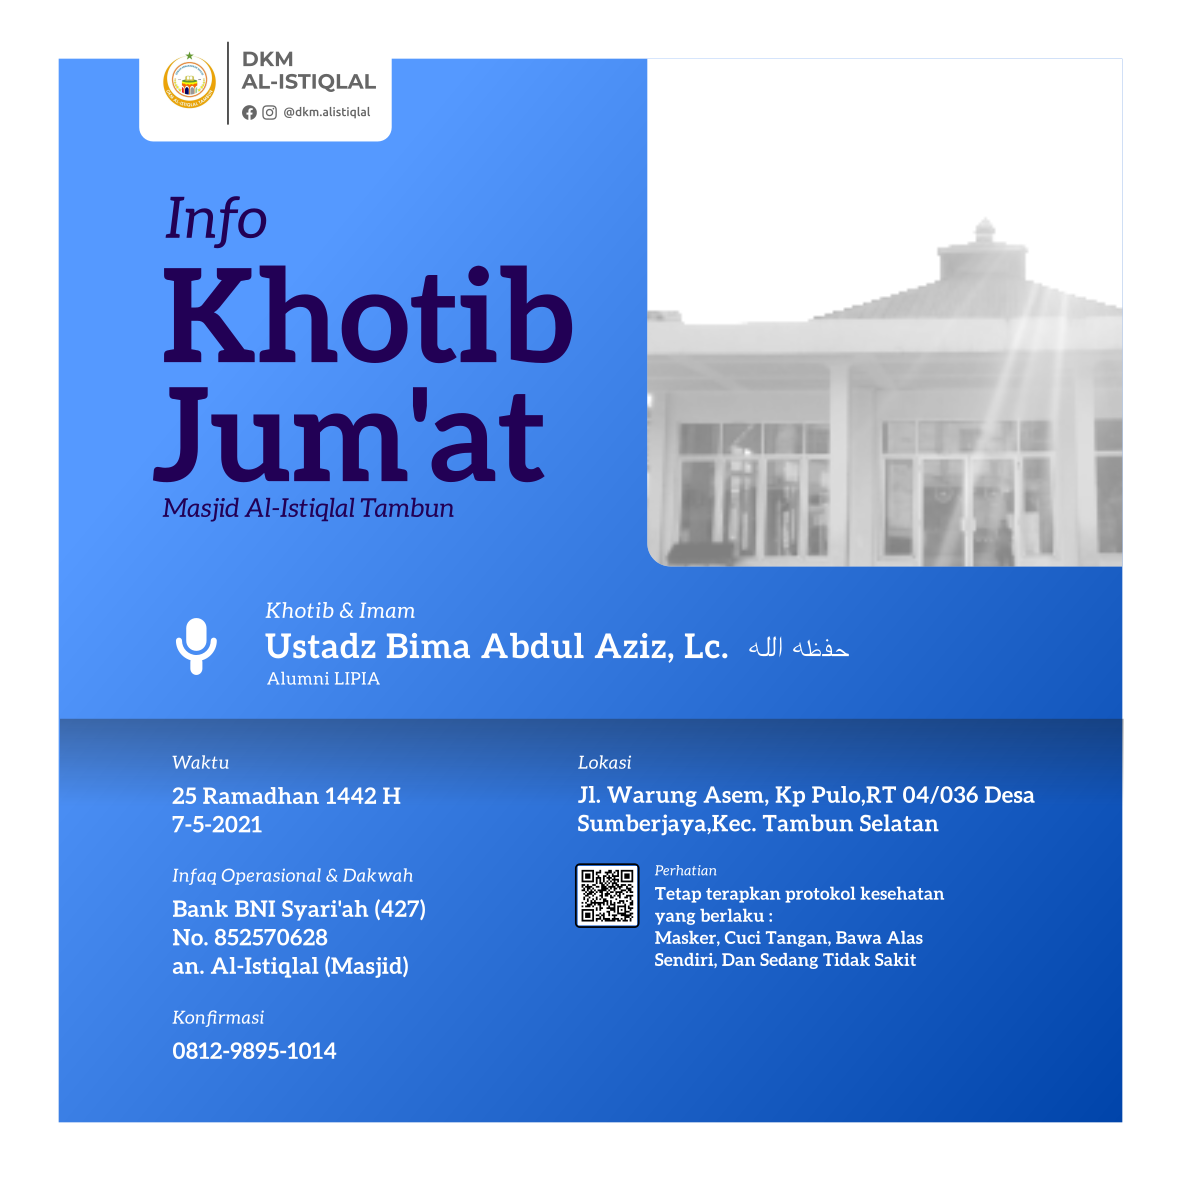 DKM
AL-ISTIQLAL
@dkm.alistiqlal
Info
Khotib
Jum'at
Masjid Al-Istiqlal Tambun
Khotib & Imam
Ustadz Bima Abdul Aziz, Lc. حفظه الله
Alumni LIPIA
Waktu
25 Ramadhan 1442 H
7-5-2021
Infaq Operasional & Dakwah
Bank BNI Syari'ah (427)
No. 852570628
an. Al-Istiqlal (Masjid)
Konfirmasi
0812-9895-1014
Lokasi
Jl. Warung Asem, Kp Pulo,RT 04/036 Desa
Sumberjaya,Kec. Tambun Selatan
Perhatian
Tetap terapkan protokol kesehatan
yang berlaku :
Masker, Cuci Tangan, Bawa Alas
Sendiri, Dan Sedang Tidak Sakit